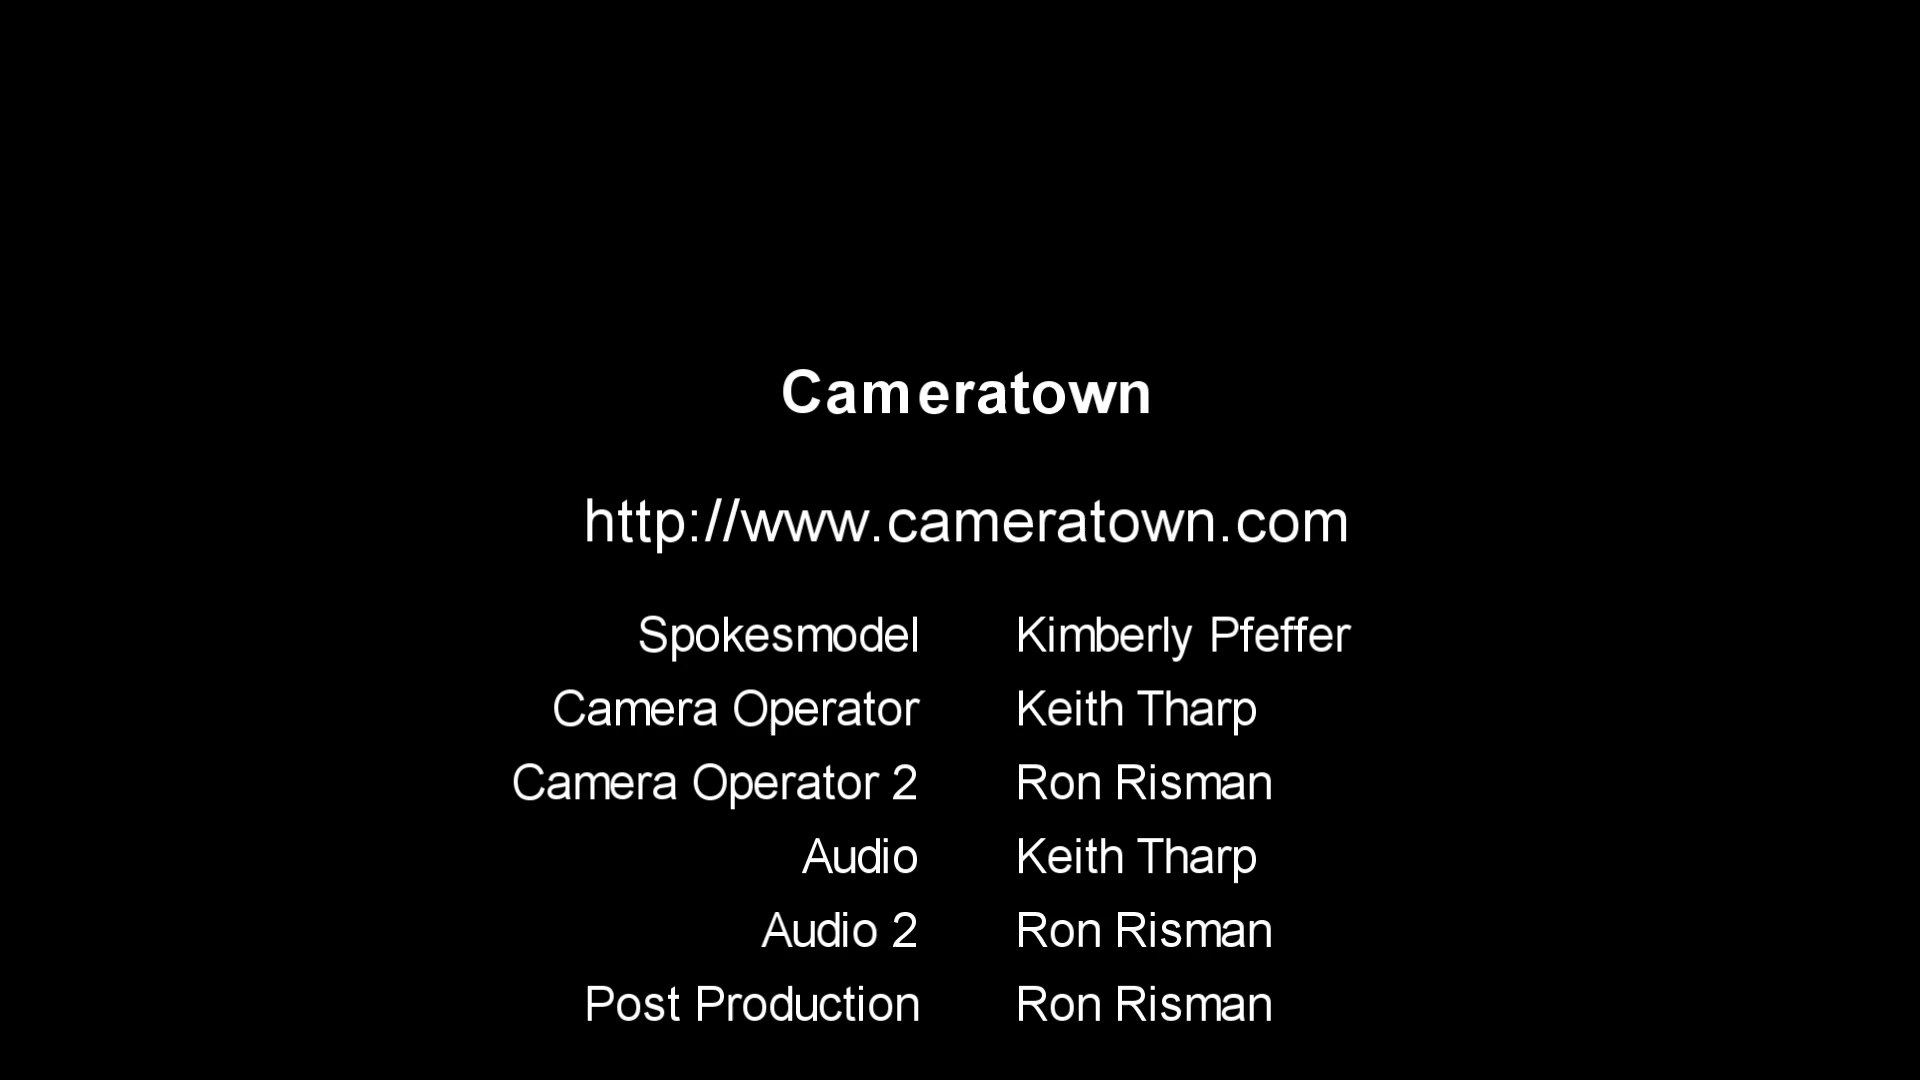 Cameratown
http://www.cameratown.com
Spokesmodel Kimberly Pfeffer
Camera Operator Keith Tharp
Camera Operator 2 Ron Risman
Audio Keith Tharp
Audio 2 Ron Risman
Post Production Ron Risman